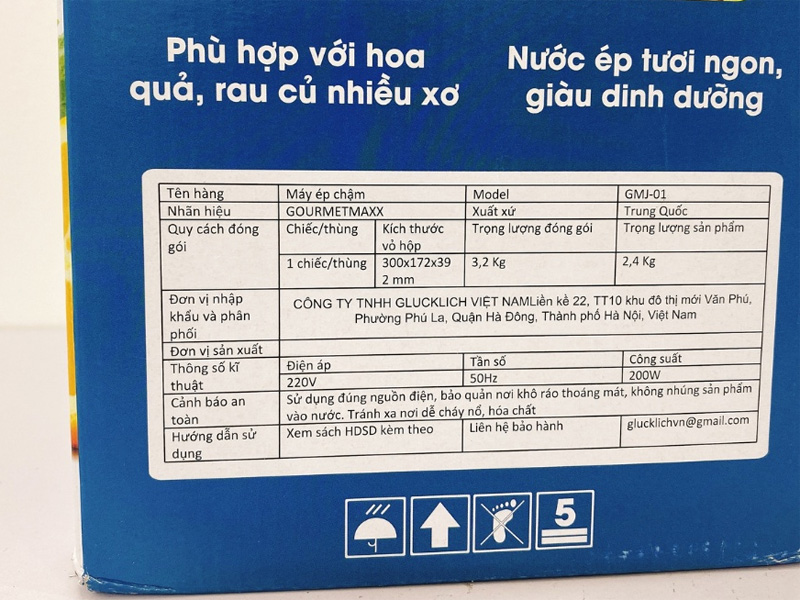 Phù hợp với hoa
quả, rau củ nhiều xơ
Nước ép tươi ngon,
giàu dinh dưỡng
Tên hàng Máy ép chậm Model GMJ-01
Nhãn hiệu GOURMETMAXX Xuất xứ Trung Quốc
Quy cách đóng gói Chiếc/thùng Kích thước vỏ hộp Trọng lượng đóng gói Trọng lượng sản phẩm
1 chiếc/thùng 300x172x392 mm 3,2 Kg 2,4 Kg
Đơn vị nhập khẩu và phân phối
CÔNG TY TNHH GLUCKLICH VIỆT NAMLiền kề 22, TT10 khu đô thị mới Văn Phú,
Phường Phú La, Quận Hà Đông, Thành phố Hà Nội, Việt Nam
Đơn vị sản xuất
Thông số kĩ thuật Điện áp Tần số Công suất
220V 50Hz 200W
Cảnh báo an toàn
Sử dụng đúng nguồn điện, bảo quản nơi khô ráo thoáng mát, không nhúng sản phẩm
vào nước. Tránh xa nơi dễ cháy nổ, hóa chất
Hướng dẫn sử dụng Xem sách HDSD kèm theo Liên hệ bảo hành glucklichvn@gmail.com
5